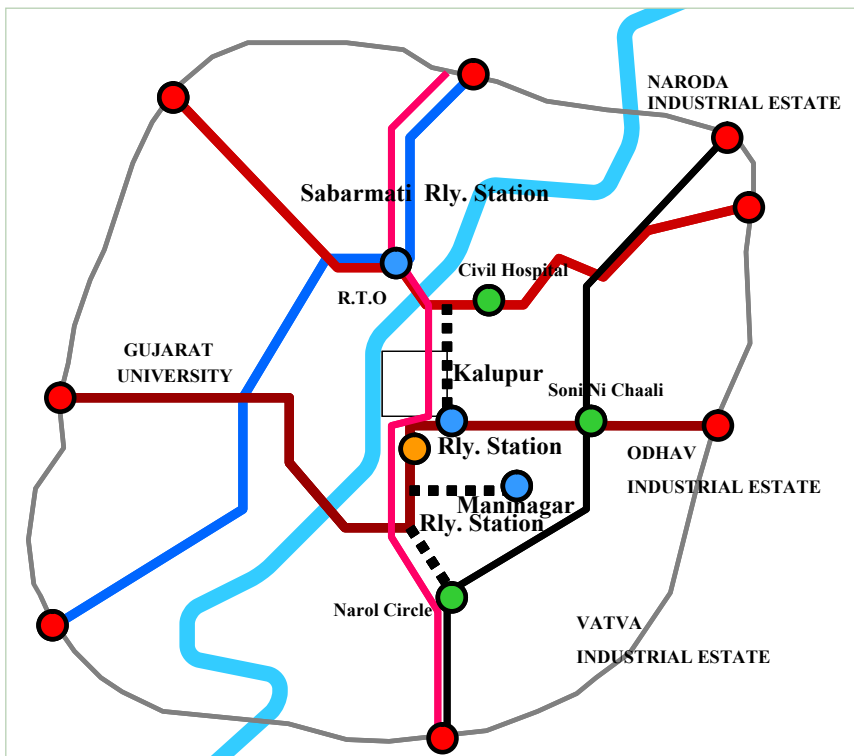 NARODA
INDUSTRIAL ESTATE
Sabarmati Rly. Station
Civil Hospital
R.T.O
GUJARAT
UNIVERSITY
Kalupur
Soni Ni Chaali
Rly. Station
ODHAV
INDUSTRIAL ESTATE
Maninagar
Rly. Station
Narol Circle
VATVA
INDUSTRIAL ESTATE